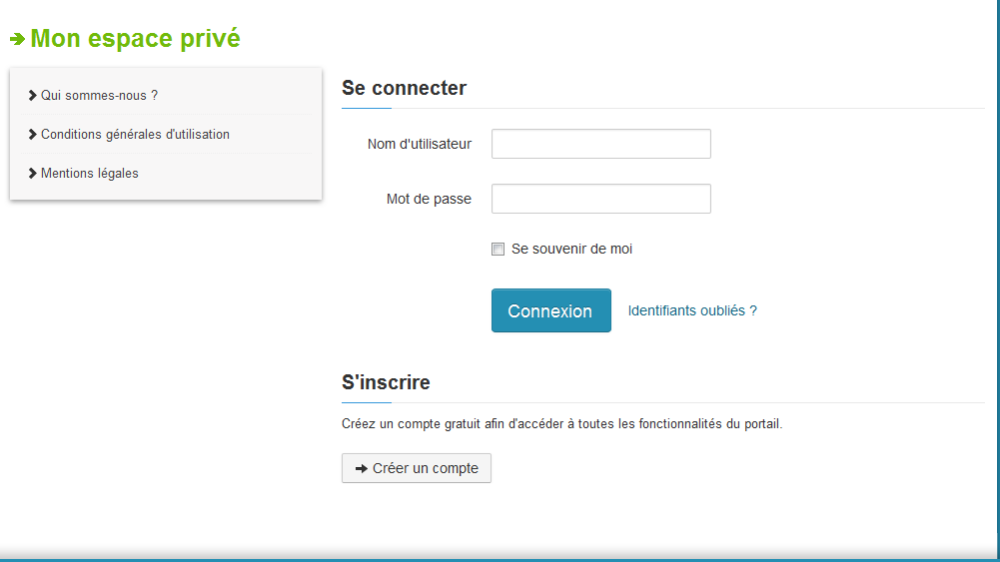 Mon espace privé
Qui sommes-nous ?
Conditions générales d'utilisation
Mentions légales
Se connecter
Nom d'utilisateur
Mot de passe
Se souvenir de moi
Connexion Identifiants oubliés ?
S'inscrire
Créez un compte gratuit afin d'accéder à toutes les fonctionnalités du portail.
Créer un compte